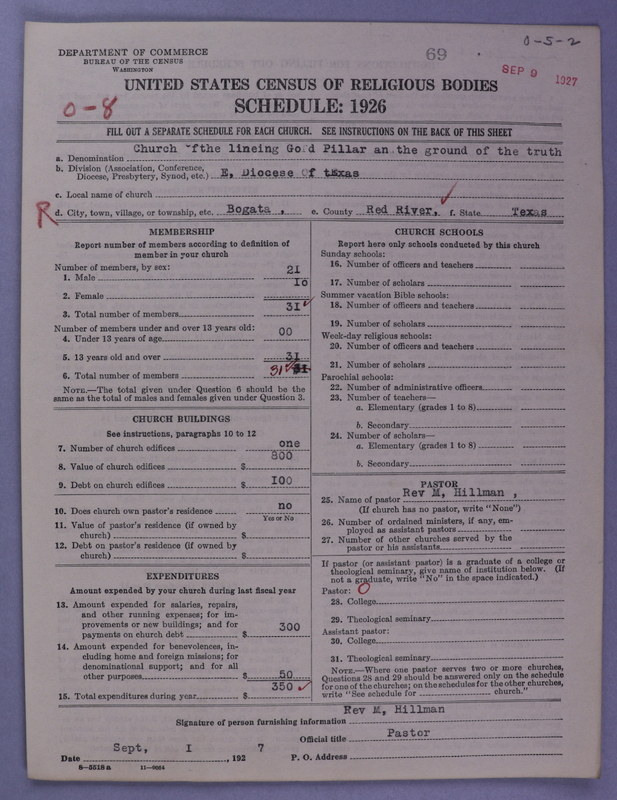 0-5-2
69
SEP 9 1927
DEPARTMENT OF COMMERCE
BUREAU OF THE CENSUS
WASHINGTON
UNITED STATES CENSUS OF RELIGIOUS BODIES
SCHEDULE: 1926
0-8
FILL OUT A SEPARATE SCHEDULE FOR EACH CHURCH. SEE INSTRUCTIONS ON THE BACK OF THIS SHEET
a. Denomination Church fthe lineing God Pillar an the ground of the truth
b. Division (Association, Conference,
Diocese, Presbytery, Synod, etc.) E, Diocese Of texas
c. Local name of church
R d. City, town, village, or township, etc. Bogata , e. County Red River, f. State Texas
MEMBERSHIP
Report number of members according to definition of
member in your church
Number of members, by sex:
1. Male 21
2. Female Io
3. Total number of members 3I
Number of members under and over 13 years old:
4. Under 13 years of age 00
5. 13 years old and over 3I
6. Total number of members 31
NOTE.—The total given under Question 6 should be the
same as the total of males and females given under Question 3.
CHURCH BUILDINGS
See instructions, paragraphs 10 to 12
7. Number of church edifices one
8. Value of church edifices $ 800
9. Debt on church edifices $ I00
10. Does church own pastor's residence no
Yes or No
11. Value of pastor's residence (if owned by
church) $
12. Debt on pastor's residence (if owned by
church) $
EXPENDITURES
Amount expended by your church during last fiscal year
13. Amount expended for salaries, repairs,
and other running expenses; for im-
provements or new buildings; and for
payments on church debt $ 300
14. Amount expended for benevolences, in-
cluding home and foreign missions; for
denominational support; and for all
other purposes $ 50
15. Total expenditures during year $ 350
CHURCH SCHOOLS
Report here only schools conducted by this church
Sunday schools:
16. Number of officers and teachers
17. Number of scholars
Summer vacation Bible schools:
18. Number of officers and teachers
19. Number of scholars
Week-day religious schools:
20. Number of officers and teachers
21. Number of scholars
Parochial schools:
22. Number of administrative officers
23. Number of teachers—
a. Elementary (grades 1 to 8)
b. Secondary
24. Number of scholars—
a. Elementary (grades 1 to 8)
b. Secondary
PASTOR
25. Name of pastor Rev M, Hillman ,
(If church has no pastor, write "None")
26. Number of ordained ministers, if any, em-
ployed as assistant pastors
27. Number of other churches served by the
pastor or his assistants
If pastor (or assistant pastor) is a graduate of a college or
theological seminary, give name of institution below. (If
not a graduate, write "No" in the space indicated.)
Pastor: O
28. College
29. Theological seminary
Assistant pastor:
30. College
31. Theological seminary
NOTE.—Where one pastor serves two or more churches,
Questions 28 and 29 should be answered only on the schedule
for one of the churches; on the schedules for the other churches,
write "See schedule for church."
Signature of person furnishing information Rev M, Hillman
Official title Pastor
Date Sept, I , 192 7 P. O. Address
8-5518 a 11-9664